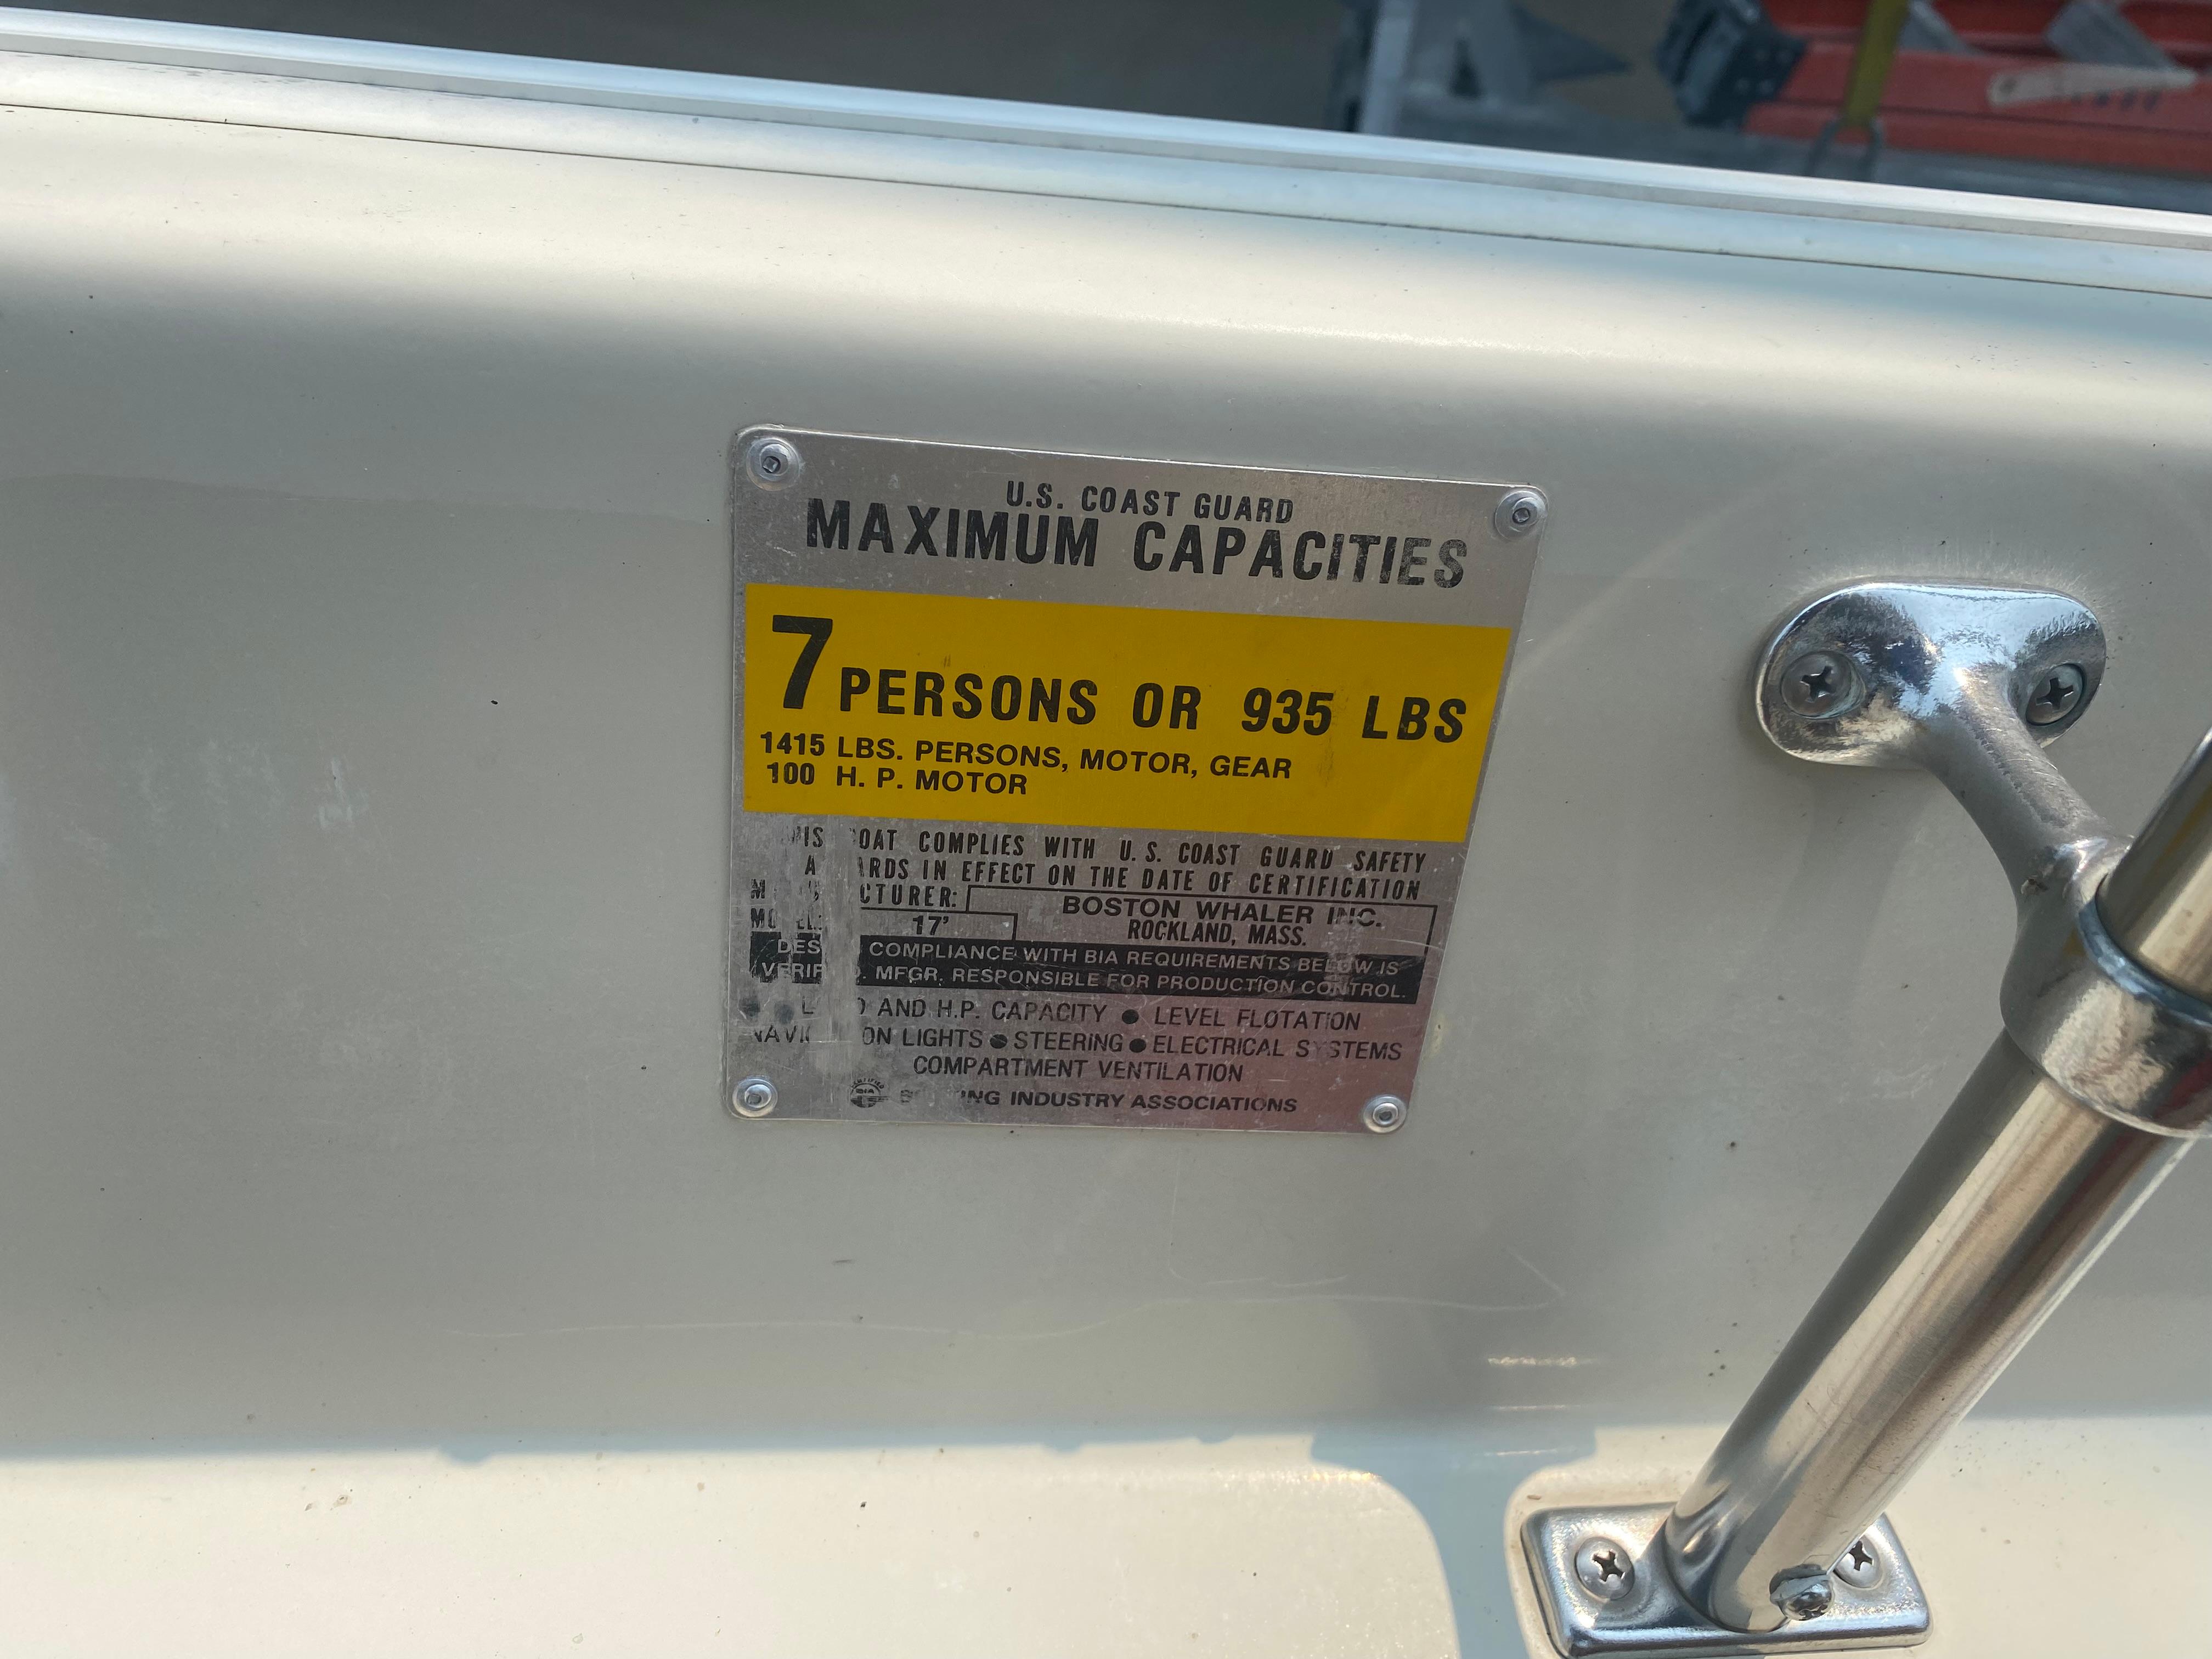 U.S. COAST GUARD
MAXIMUM CAPACITIES
7 PERSONS OR 935 LBS
1415 LBS. PERSONS, MOTOR, GEAR
100 H. P. MOTOR
COMPLIES WITH U.S. COAST GUARD SAFETY
IN EFFECT ON THE DATE OF CERTIFICATION
BOSTON WHALER INC.
17'
ROCKLAND, MASS.
COMPLIANCE WITH BIA REQUIREMENTS BELOW IS
MFGR. RESPONSIBLE FOR PRODUCTION CONTROL.
AND H.P. CAPACITY ● LEVEL FLOTATION
LIGHTS ● STEERING ● ELECTRICAL SYSTEMS
COMPARTMENT VENTILATION
INDUSTRY ASSOCIATIONS